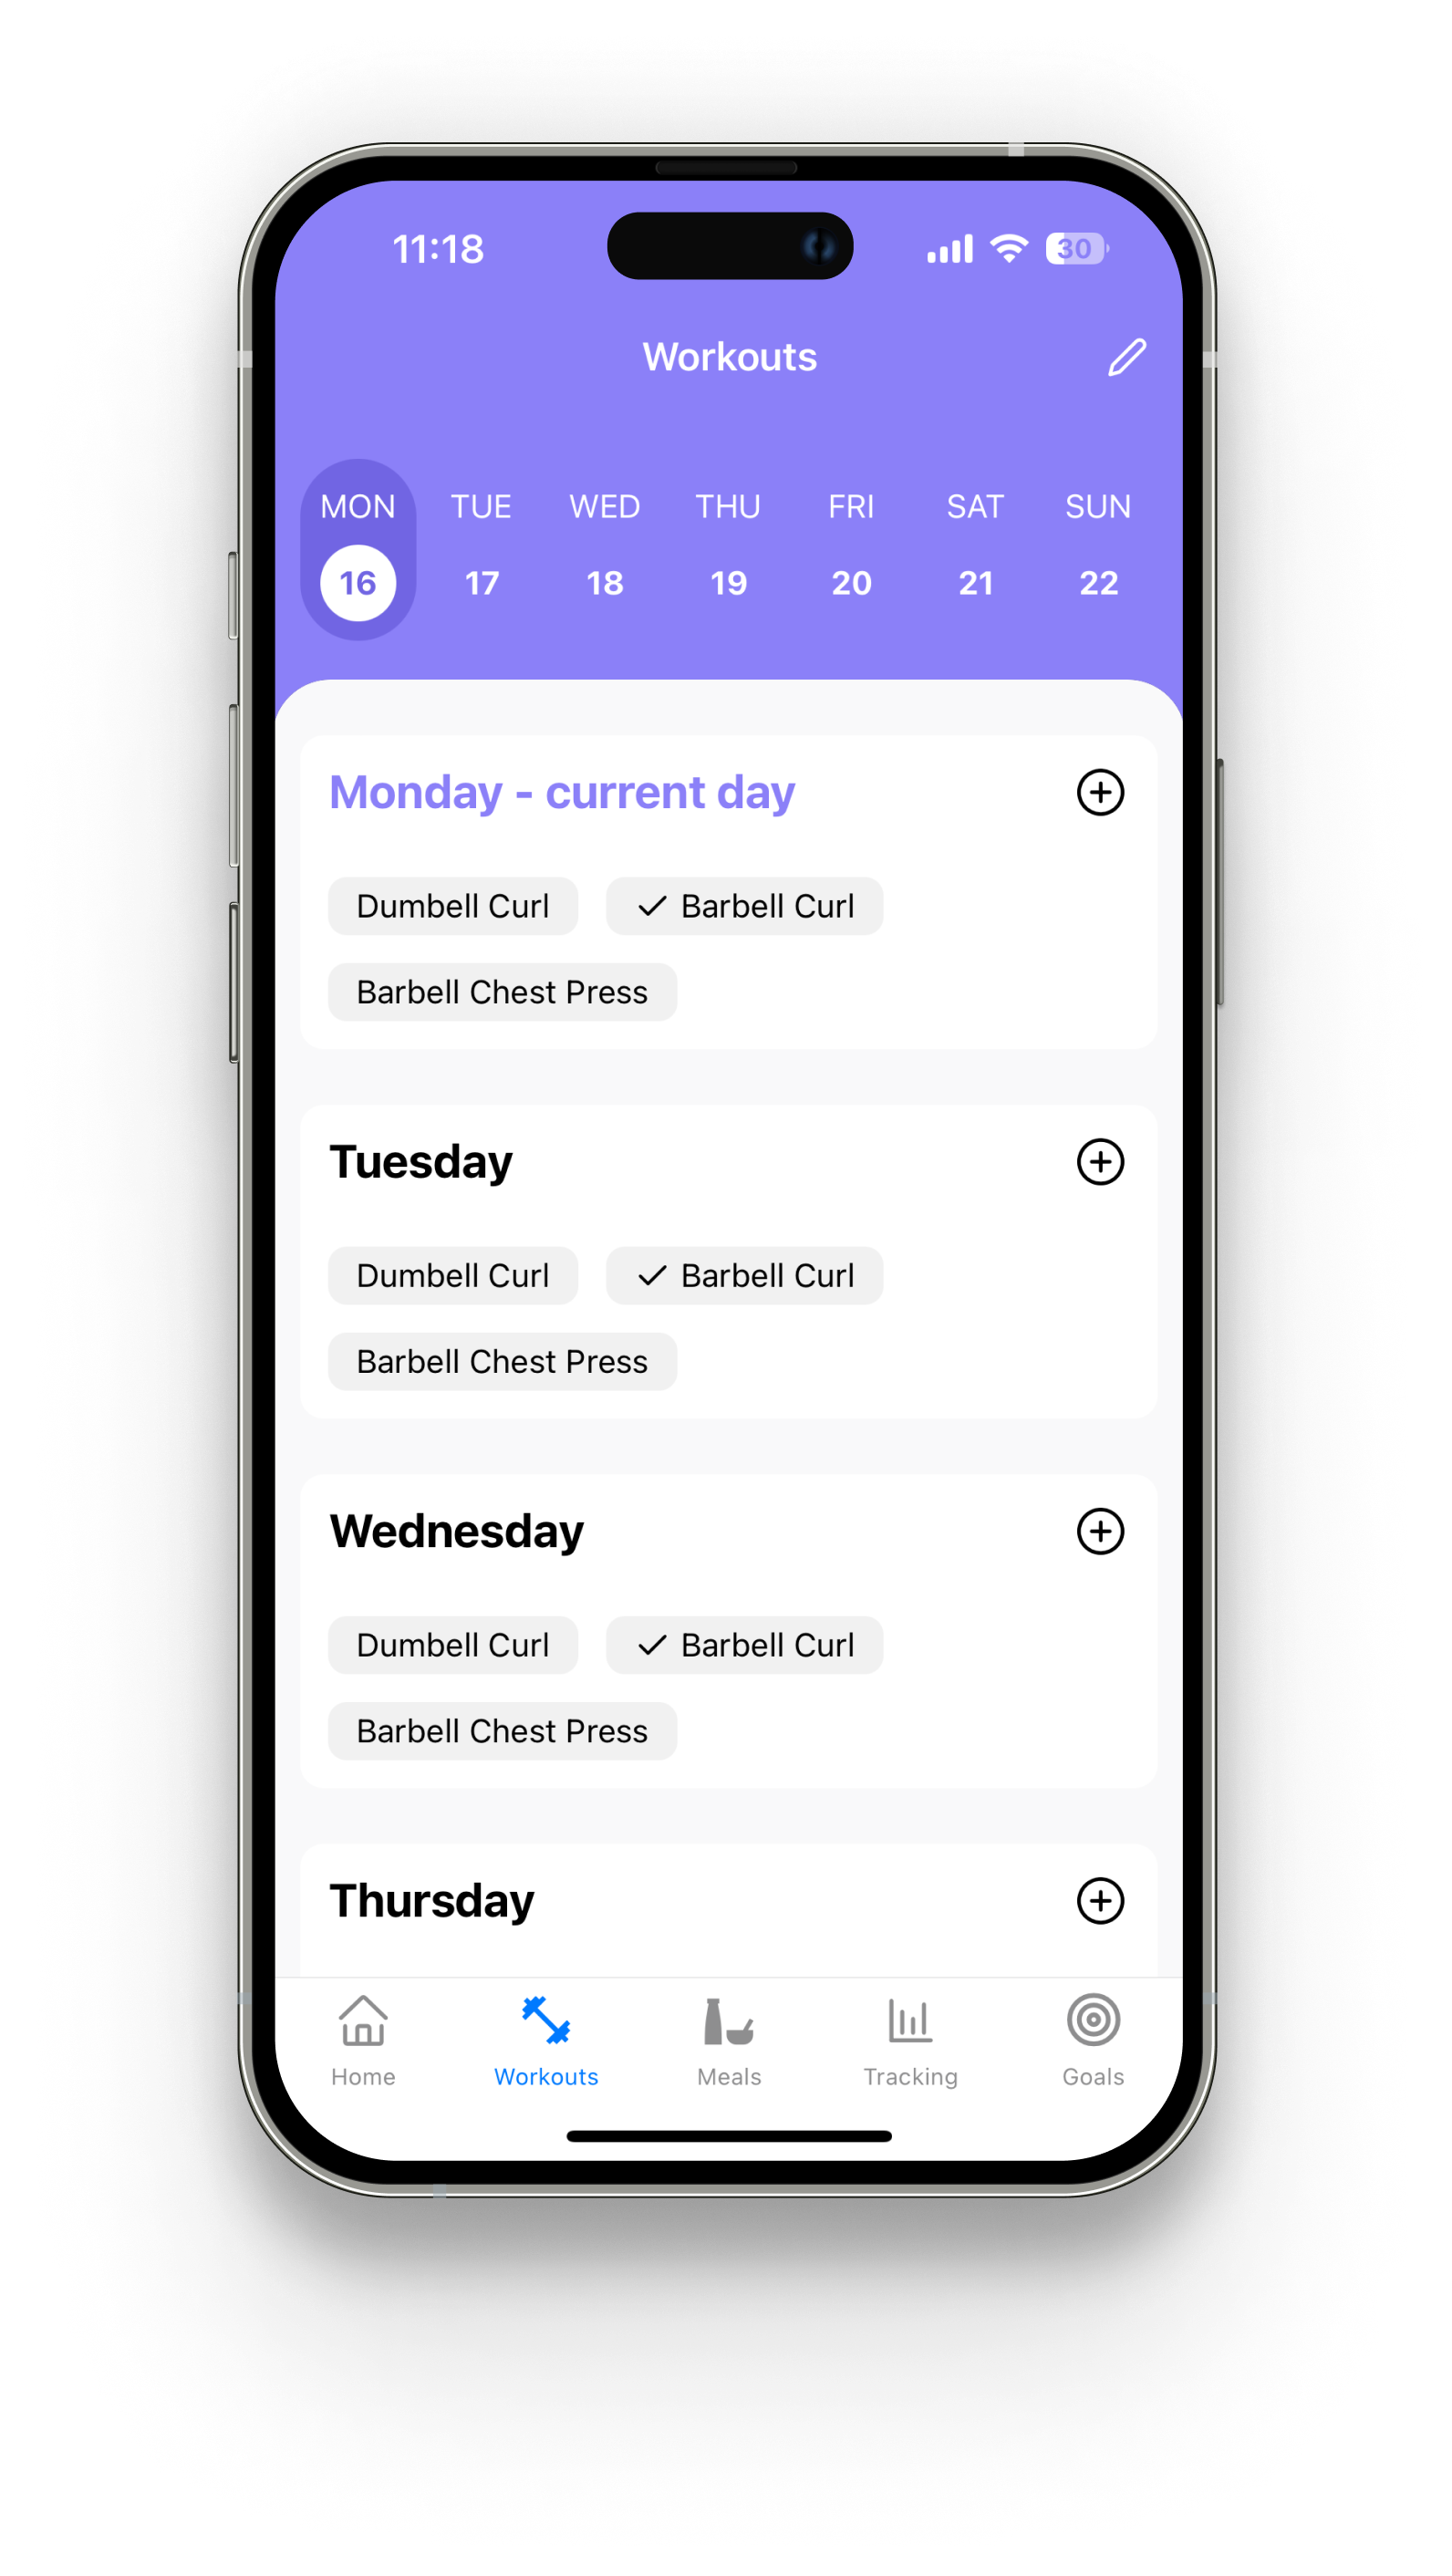 11:18
30
Workouts
MON TUE WED THU FRI SAT SUN
16 17 18 19 20 21 22
Monday - current day
Dumbell Curl Barbell Curl
Barbell Chest Press
Tuesday
Dumbell Curl Barbell Curl
Barbell Chest Press
Wednesday
Dumbell Curl Barbell Curl
Barbell Chest Press
Thursday
Home Workouts Meals Tracking Goals